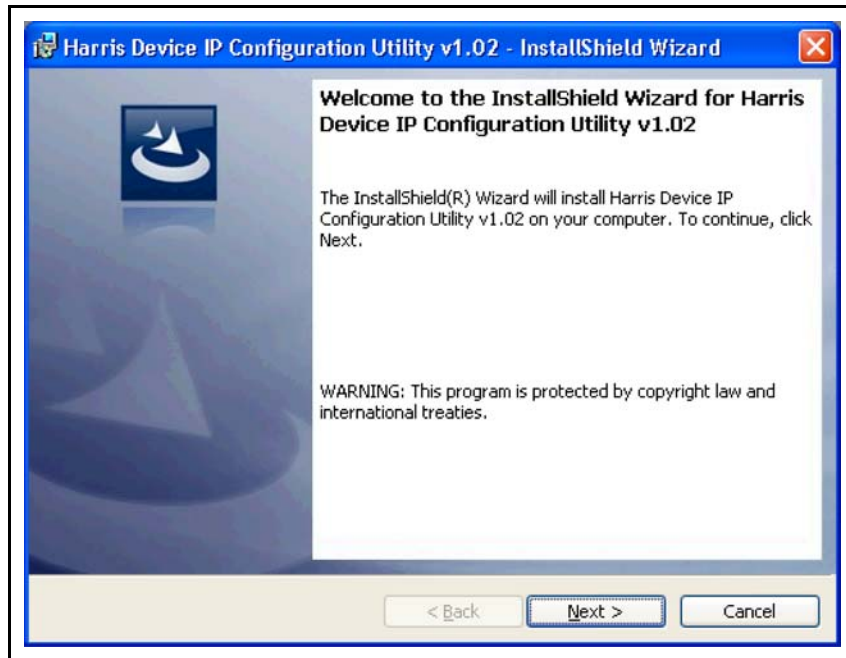 Harris Device IP Configuration Utility v1.02 - InstallShield Wizard
Welcome to the InstallShield Wizard for Harris
Device IP Configuration Utility v1.02
The InstallShield(R) Wizard will install Harris Device IP
Configuration Utility v1.02 on your computer. To continue, click
Next.
WARNING: This program is protected by copyright law and
international treaties.
< Back Next > Cancel